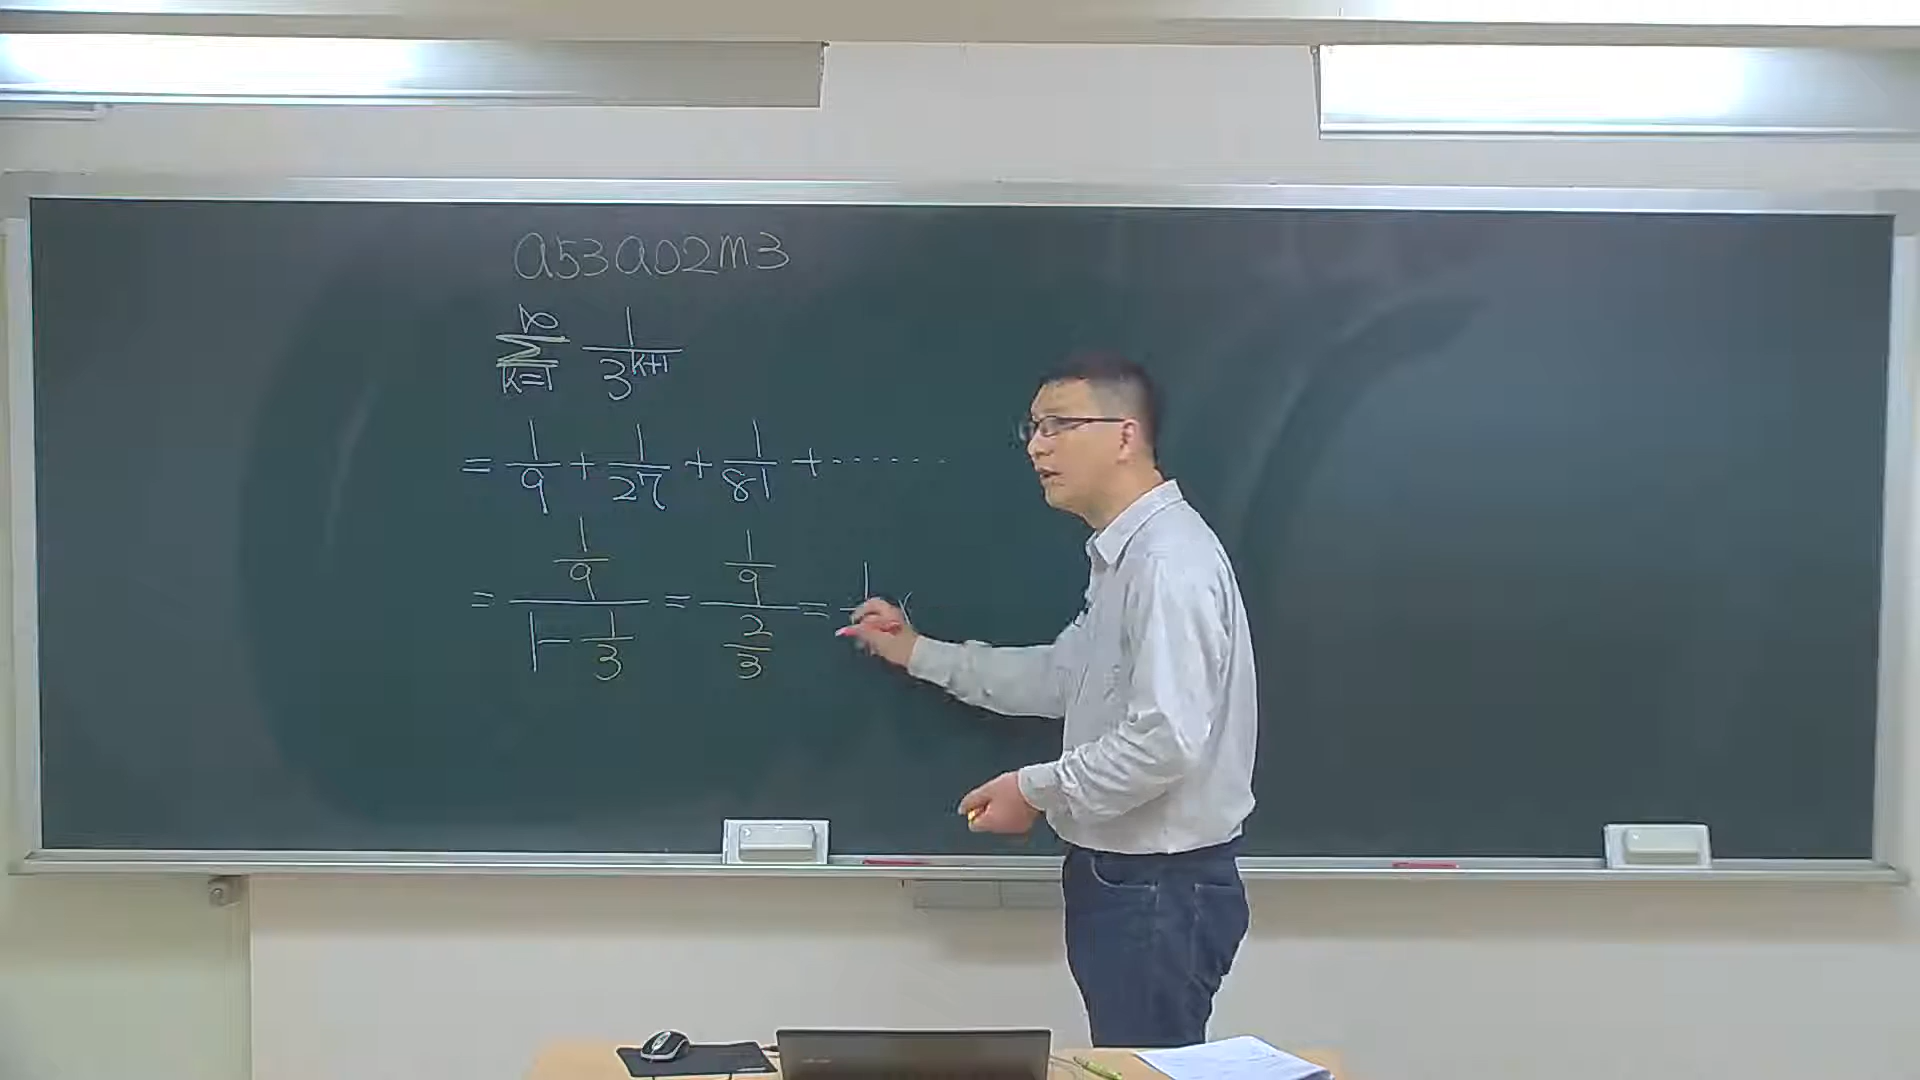 a53a02m3
∞
Σ 1/3^(k+1)
k=1
= 1/9 + 1/27 + 1/81 + ······
= (1/9)/(1 - 1/3) = (1/9)/(2/3) = 1